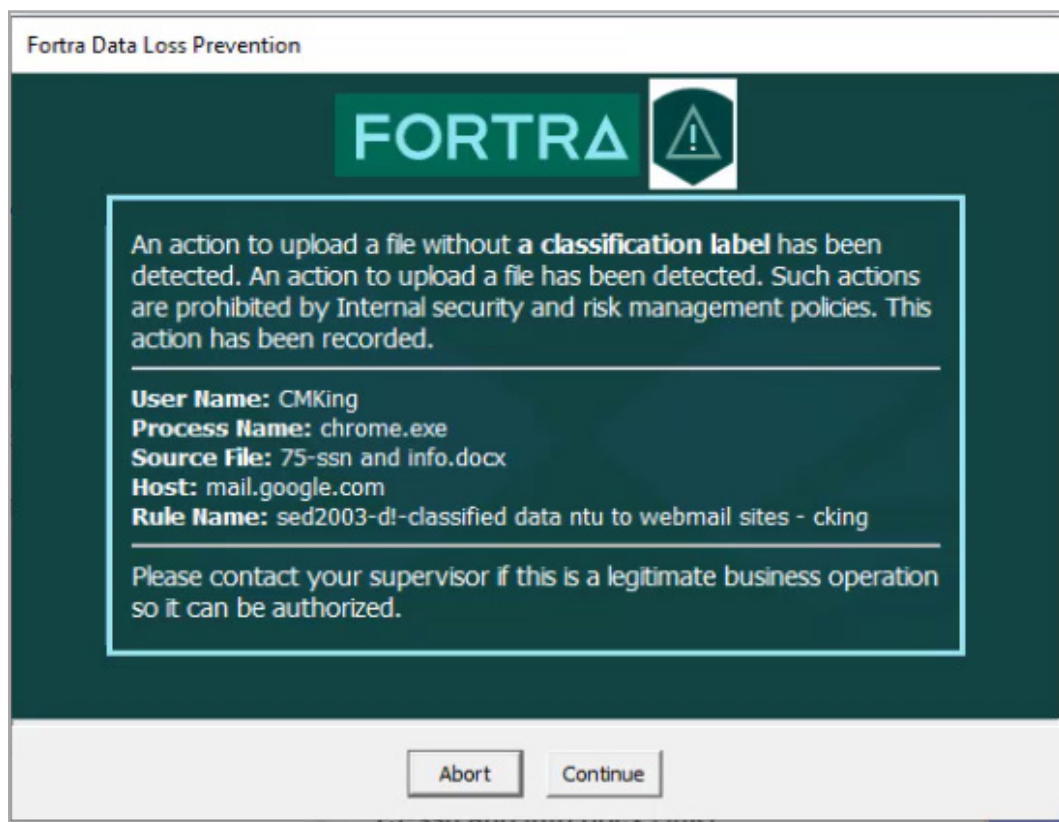 Fortra Data Loss Prevention
FORTRA
An action to upload a file without a classification label has been
detected. An action to upload a file has been detected. Such actions
are prohibited by Internal security and risk management policies. This
action has been recorded.
User Name: CMKing
Process Name: chrome.exe
Source File: 75-ssn and info.docx
Host: mail.google.com
Rule Name: sed2003-d!-classified data ntu to webmail sites - cking
Please contact your supervisor if this is a legitimate business operation
so it can be authorized.
Abort
Continue